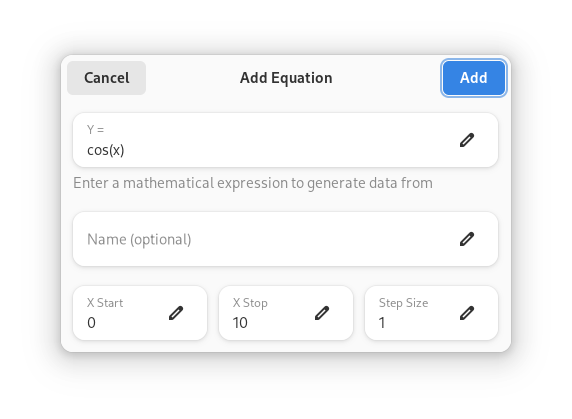 Cancel
Add Equation
Add
Y =
cos(x)
Enter a mathematical expression to generate data from
Name (optional)
X Start
0
X Stop
10
Step Size
1